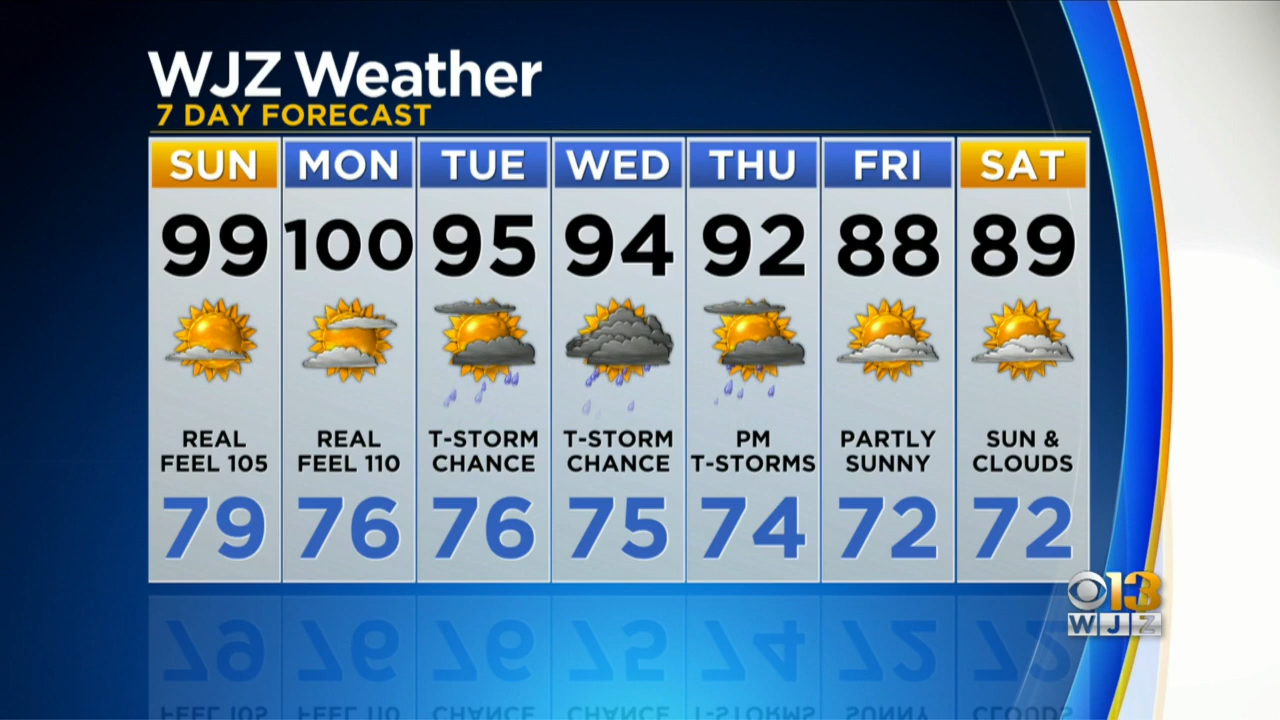 WJZ Weather
7 DAY FORECAST
SUN MON TUE WED THU FRI SAT
99 100 95 94 92 88 89
REAL FEEL 105
REAL FEEL 110
T-STORM CHANCE
T-STORM CHANCE
PM T-STORMS
PARTLY SUNNY
SUN & CLOUDS
79 76 76 75 74 72 72
13
WJZ